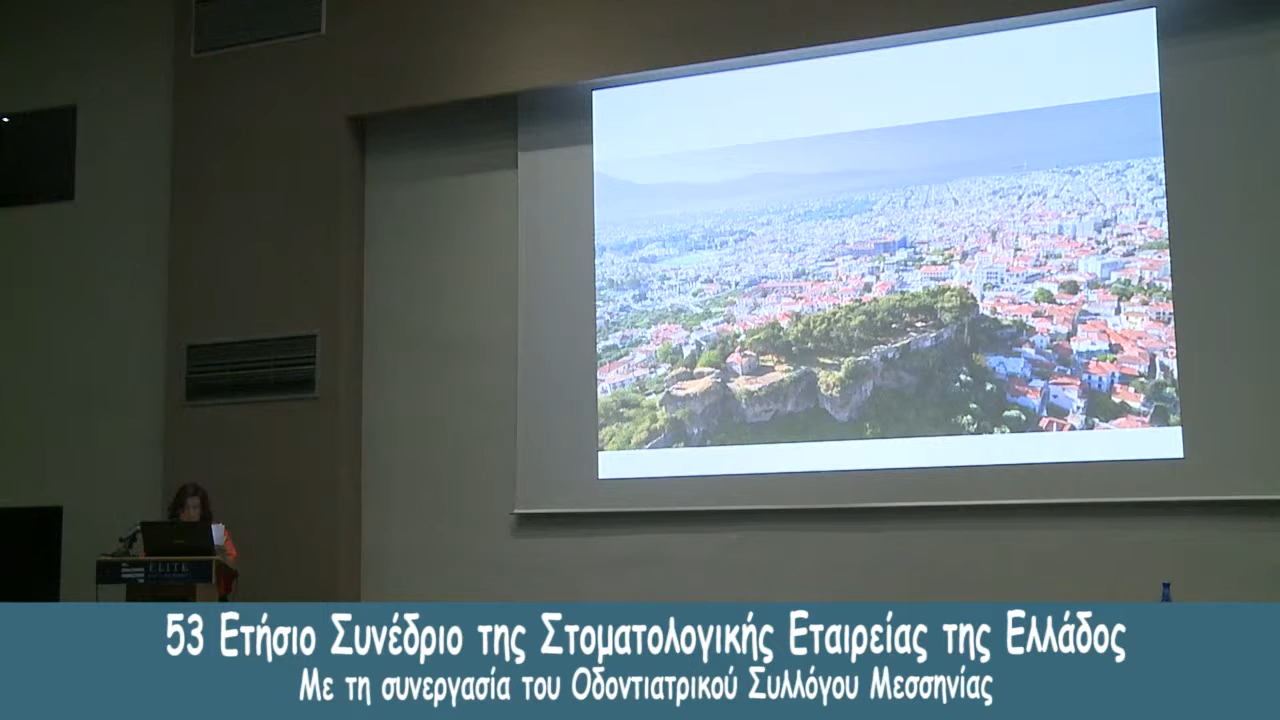 ELITE
53 Ετήσιο Συνέδριο της Στοματολογικής Εταιρείας της Ελλάδος
Με τη συνεργασία του Οδοντιατρικού Συλλόγου Μεσσηνίας